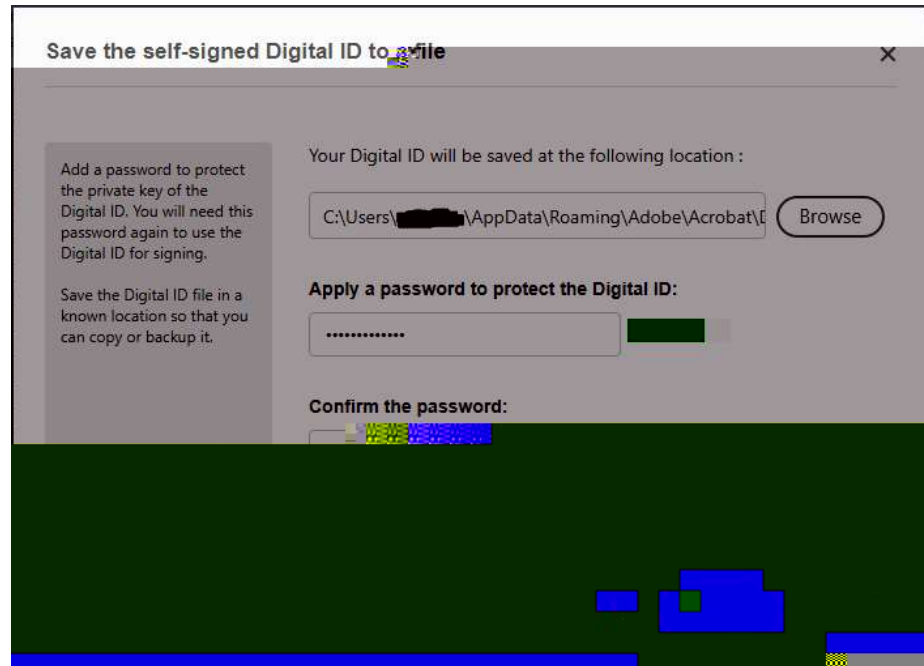 Save the self-signed Digital ID to a file
Add a password to protect
the private key of the
Digital ID. You will need this
password again to use the
Digital ID for signing.
Save the Digital ID file in a
known location so that you
can copy or backup it.
Your Digital ID will be saved at the following location :
C:\Users\ \AppData\Roaming\Adobe\Acrobat\
Browse
Apply a password to protect the Digital ID:
•••••••••••••
Confirm the password: